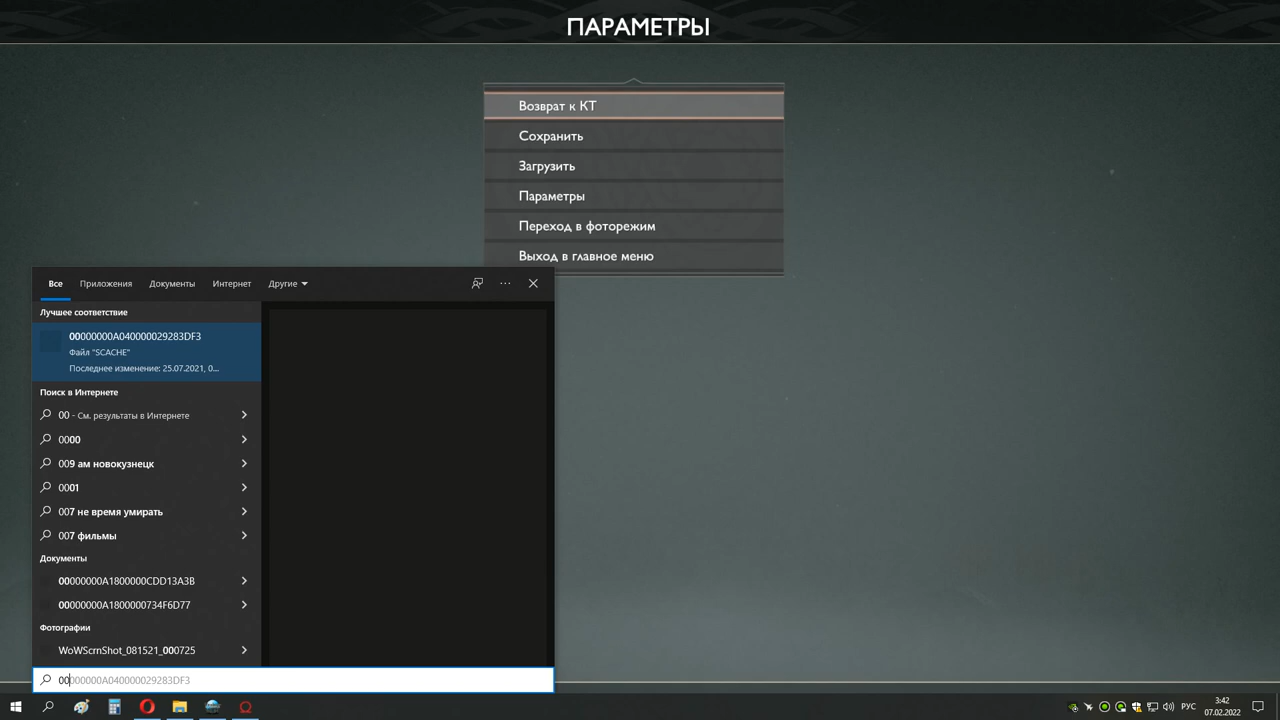 ПАРАМЕТРЫ
Возврат к КТ
Сохранить
Загрузить
Параметры
Переход в фоторежим
Выход в главное меню
Все Приложения Документы Интернет Другие
Лучшее соответствие
00000000A040000029283DF3
Файл "SCACHE"
Последнее изменение: 25.07.2021, 0...
Поиск в Интернете
00 - См. результаты в Интернете
0000
009 ам новокузнецк
0001
007 не время умирать
007 фильмы
Документы
00000000A1800000CDD13A3B
00000000A1800000734F6D77
Фотографии
WoWScrnShot_081521_000725
00000000A040000029283DF3
РУС
3:42
07.02.2022